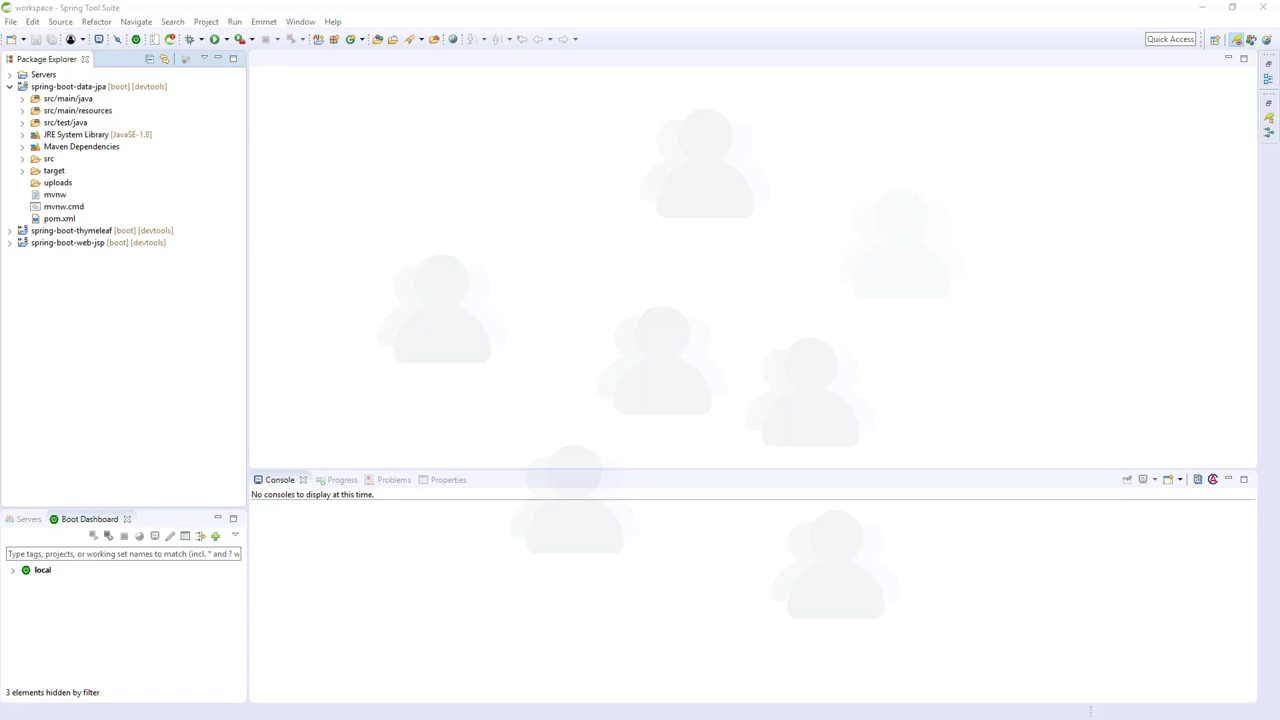 workspace - Spring Tool Suite
File Edit Source Refactor Navigate Search Project Run Emmet Window Help
Quick Access
Package Explorer
Servers
spring-boot-data-jpa [boot] [devtools]
src/main/java
src/main/resources
src/test/java
JRE System Library [JavaSE-1.8]
Maven Dependencies
src
target
uploads
mvnw
mvnw.cmd
pom.xml
spring-boot-thymeleaf [boot] [devtools]
spring-boot-web-jsp [boot] [devtools]
Console Progress Problems Properties
No consoles to display at this time.
Servers Boot Dashboard
Type tags, projects, or working set names to match (incl. * and ? w
local
3 elements hidden by filter